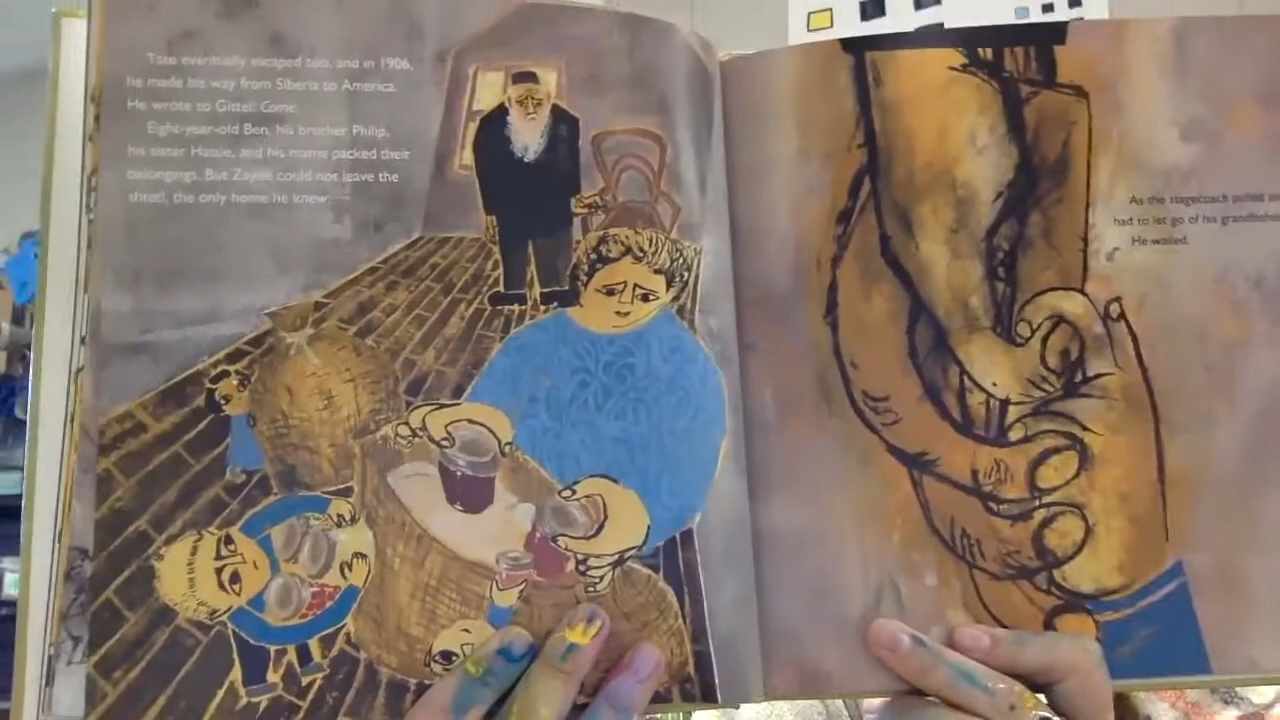 Tate eventually escaped too, and in 1906,
he made his way from Siberia to America.
He wrote to Gittel: Come.
Eight-year-old Ben, his brother Philip,
his sister Hattie, and his mame packed their
belongings. But Zayde could not leave the
shtetl, the only home he knew.
As the stagecoach pulled
had to let go of his grandfather
He wailed.